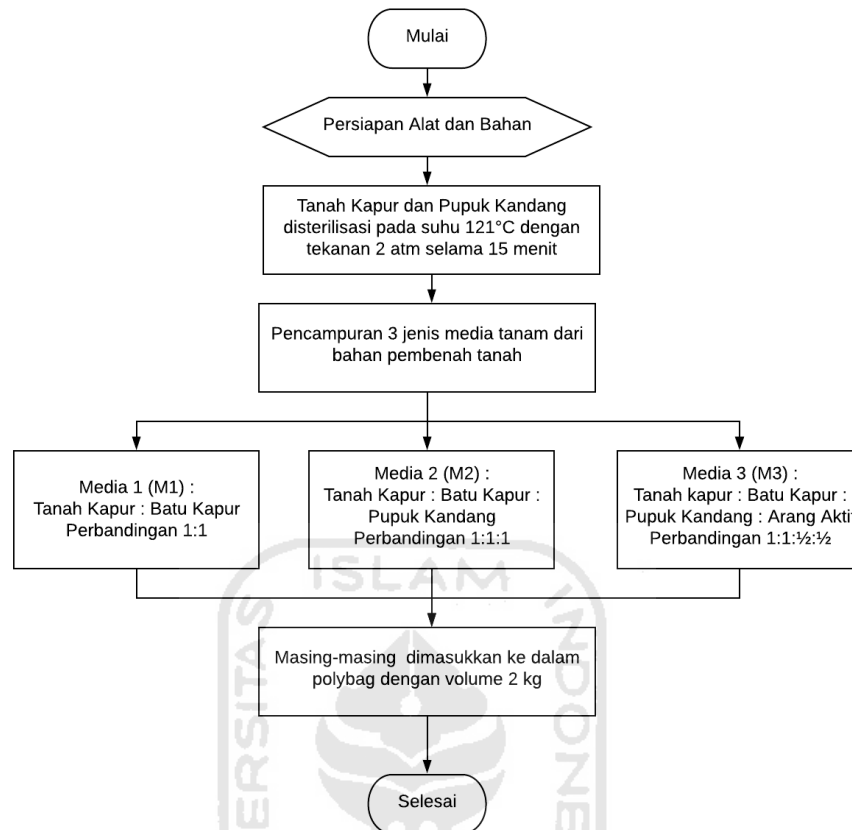 Mulai
Persiapan Alat dan Bahan
Tanah Kapur dan Pupuk Kandang
disterilisasi pada suhu 121°C dengan
tekanan 2 atm selama 15 menit
Pencampuran 3 jenis media tanam dari
bahan pembenah tanah
Media 1 (M1) :
Tanah Kapur : Batu Kapur
Perbandingan 1:1
Media 2 (M2) :
Tanah Kapur : Batu Kapur :
Pupuk Kandang
Perbandingan 1:1:1
Media 3 (M3) :
Tanah kapur : Batu Kapur :
Pupuk Kandang : Arang Aktif
Perbandingan 1:1:½:½
ISLAM
Masing-masing dimasukkan ke dalam
polybag dengan volume 2 kg
Selesai